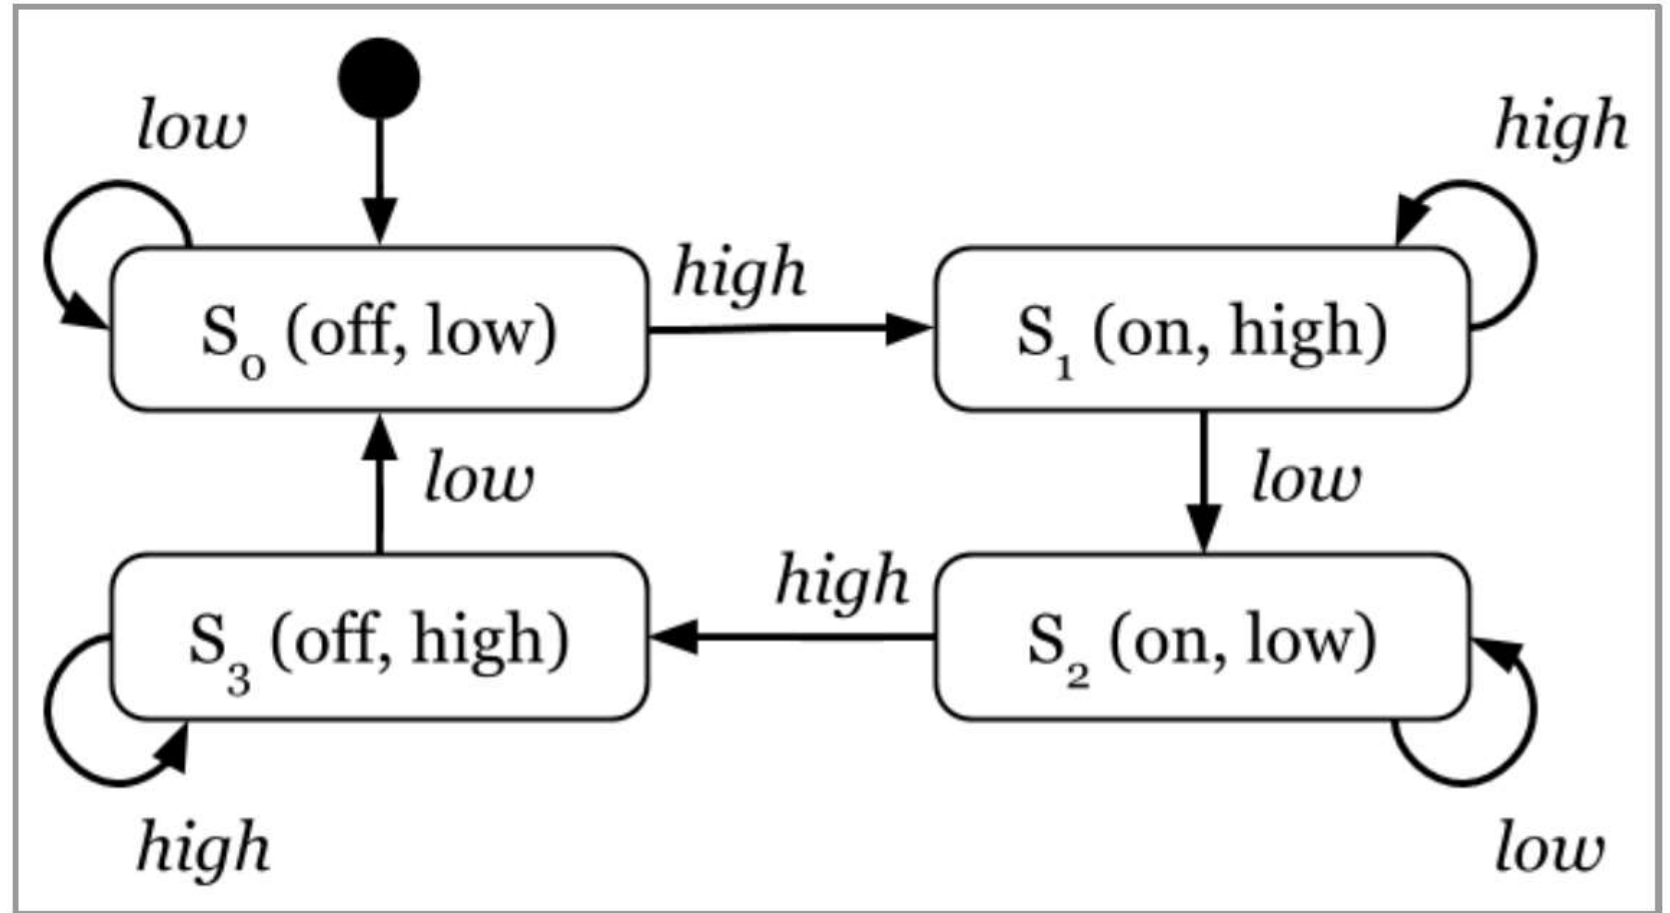 low
high
high
S₀ (off, low)
S₁ (on, high)
low
low
high
S₃ (off, high)
S₂ (on, low)
high
low